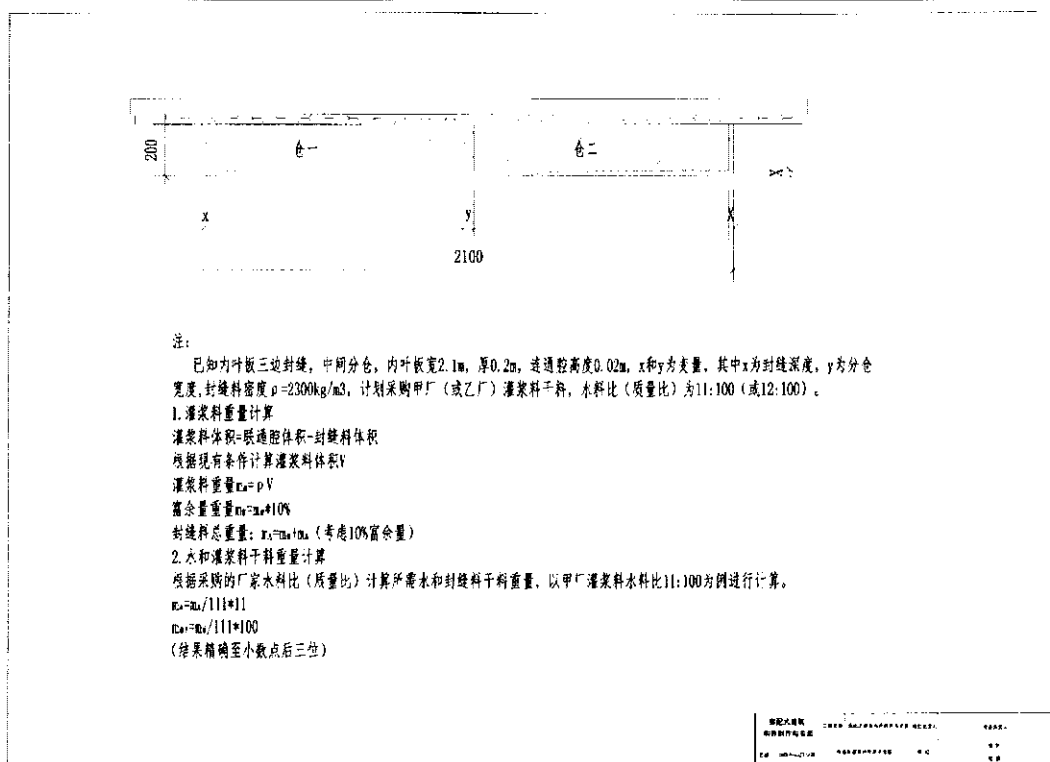 仓一
仓二
200
x
y
2100
注:
已知内叶板三边封缝, 中间分仓, 内叶板宽2.1m, 厚0.2m, 连通腔高度0.02m, x和y为变量, 其中x为封缝深度, y为分仓
宽度,封缝料密度ρ=2300kg/m3, 计划采购甲厂(或乙厂)灌浆料干料, 水料比(质量比)为11:100(或12:100)。
1.灌浆料重量计算
灌浆料体积=联通腔体积-封缝料体积
根据现有条件计算灌浆料体积V
灌浆料重量 =ρV
富余量重量 *10%
封缝料总重量: (考虑10%富余量)
2.水和灌浆料干料重量计算
根据采购的厂家水料比(质量比)计算所需水和封缝料干料重量, 以甲厂灌浆料水料比11:100为例进行计算。
/111*11
/111*100
(结果精确至小数点后三位)
装配式建筑